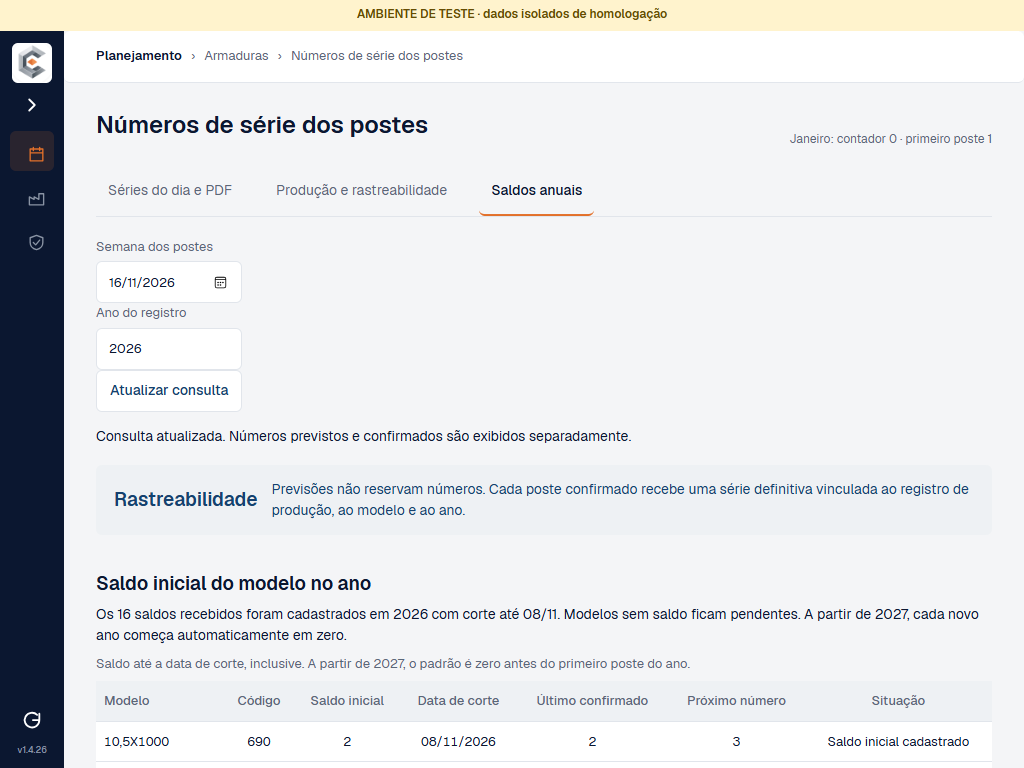 AMBIENTE DE TESTE · dados isolados de homologação
Planejamento › Armaduras › Números de série dos postes
Números de série dos postes
Janeiro: contador 0 · primeiro poste 1
Séries do dia e PDF Produção e rastreabilidade Saldos anuais
Semana dos postes
16/11/2026
Ano do registro
2026
Atualizar consulta
Consulta atualizada. Números previstos e confirmados são exibidos separadamente.
Rastreabilidade
Previsões não reservam números. Cada poste confirmado recebe uma série definitiva vinculada ao registro de
produção, ao modelo e ao ano.
Saldo inicial do modelo no ano
Os 16 saldos recebidos foram cadastrados em 2026 com corte até 08/11. Modelos sem saldo ficam pendentes. A partir de 2027, cada novo
ano começa automaticamente em zero.
Saldo até a data de corte, inclusive. A partir de 2027, o padrão é zero antes do primeiro poste do ano.
Modelo Código Saldo inicial Data de corte Último confirmado Próximo número Situação
10,5X1000 690 2 08/11/2026 2 3 Saldo inicial cadastrado
v1.4.26